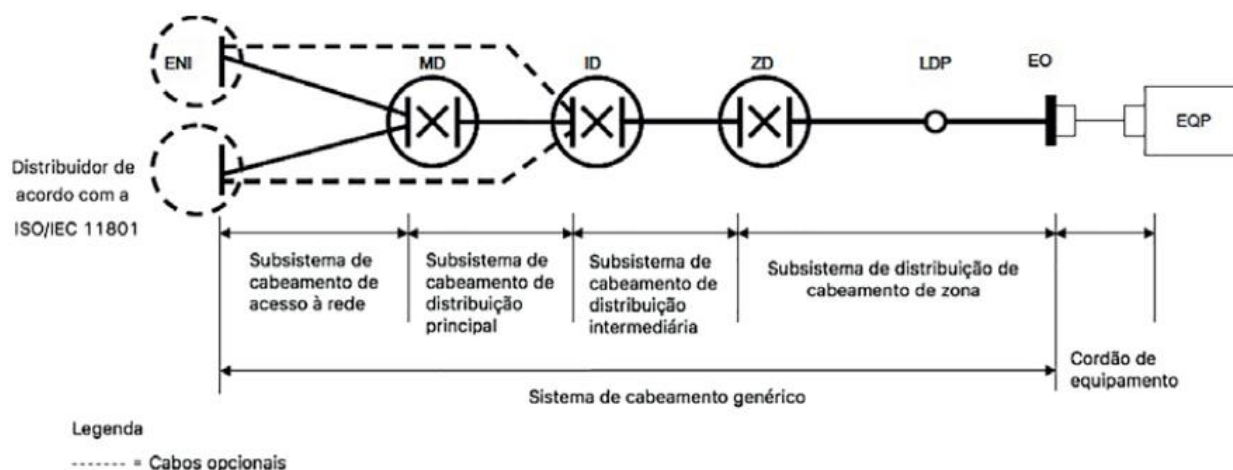 ENI
MD
ID
ZD
LDP
EO
EQP
Distribuidor de
acordo com a
ISO/IEC 11801
Subsistema de
cabeamento de
acesso à rede
Subsistema de
cabeamento de
distribuição
principal
Subsistema de
cabeamento de
distribuição
intermediária
Subsistema de distribuição de
cabeamento de zona
Cordão de
equipamento
Sistema de cabeamento genérico
Legenda
------- = Cabos opcionais